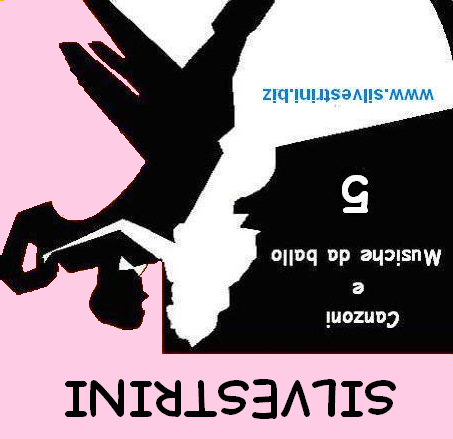 SILVESTRINI
Canzoni
e
Musiche da ballo
5
www.silvestrini.biz